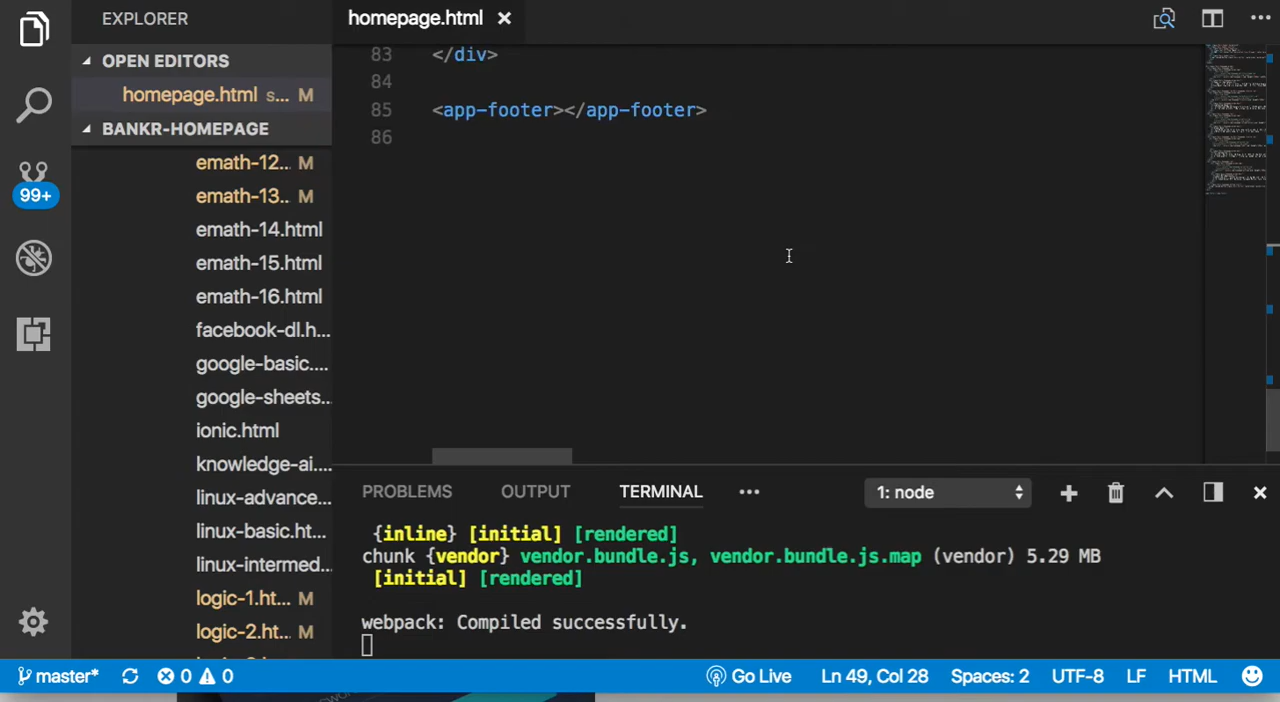 EXPLORER
OPEN EDITORS
homepage.html s... M
BANKR-HOMEPAGE
emath-12.. M
emath-13.. M
emath-14.html
emath-15.html
emath-16.html
facebook-dl.h...
google-basic....
google-sheets...
ionic.html
knowledge-ai....
linux-advance...
linux-basic.ht...
linux-intermed...
logic-1.ht... M
logic-2.ht... M
99+
homepage.html
83 </div>
84
85 <app-footer></app-footer>
86
PROBLEMS OUTPUT TERMINAL ••• 1: node
{inline} [initial] [rendered]
chunk {vendor} vendor.bundle.js, vendor.bundle.js.map (vendor) 5.29 MB
[initial] [rendered]
webpack: Compiled successfully.
master* 0 0 Go Live Ln 49, Col 28 Spaces: 2 UTF-8 LF HTML